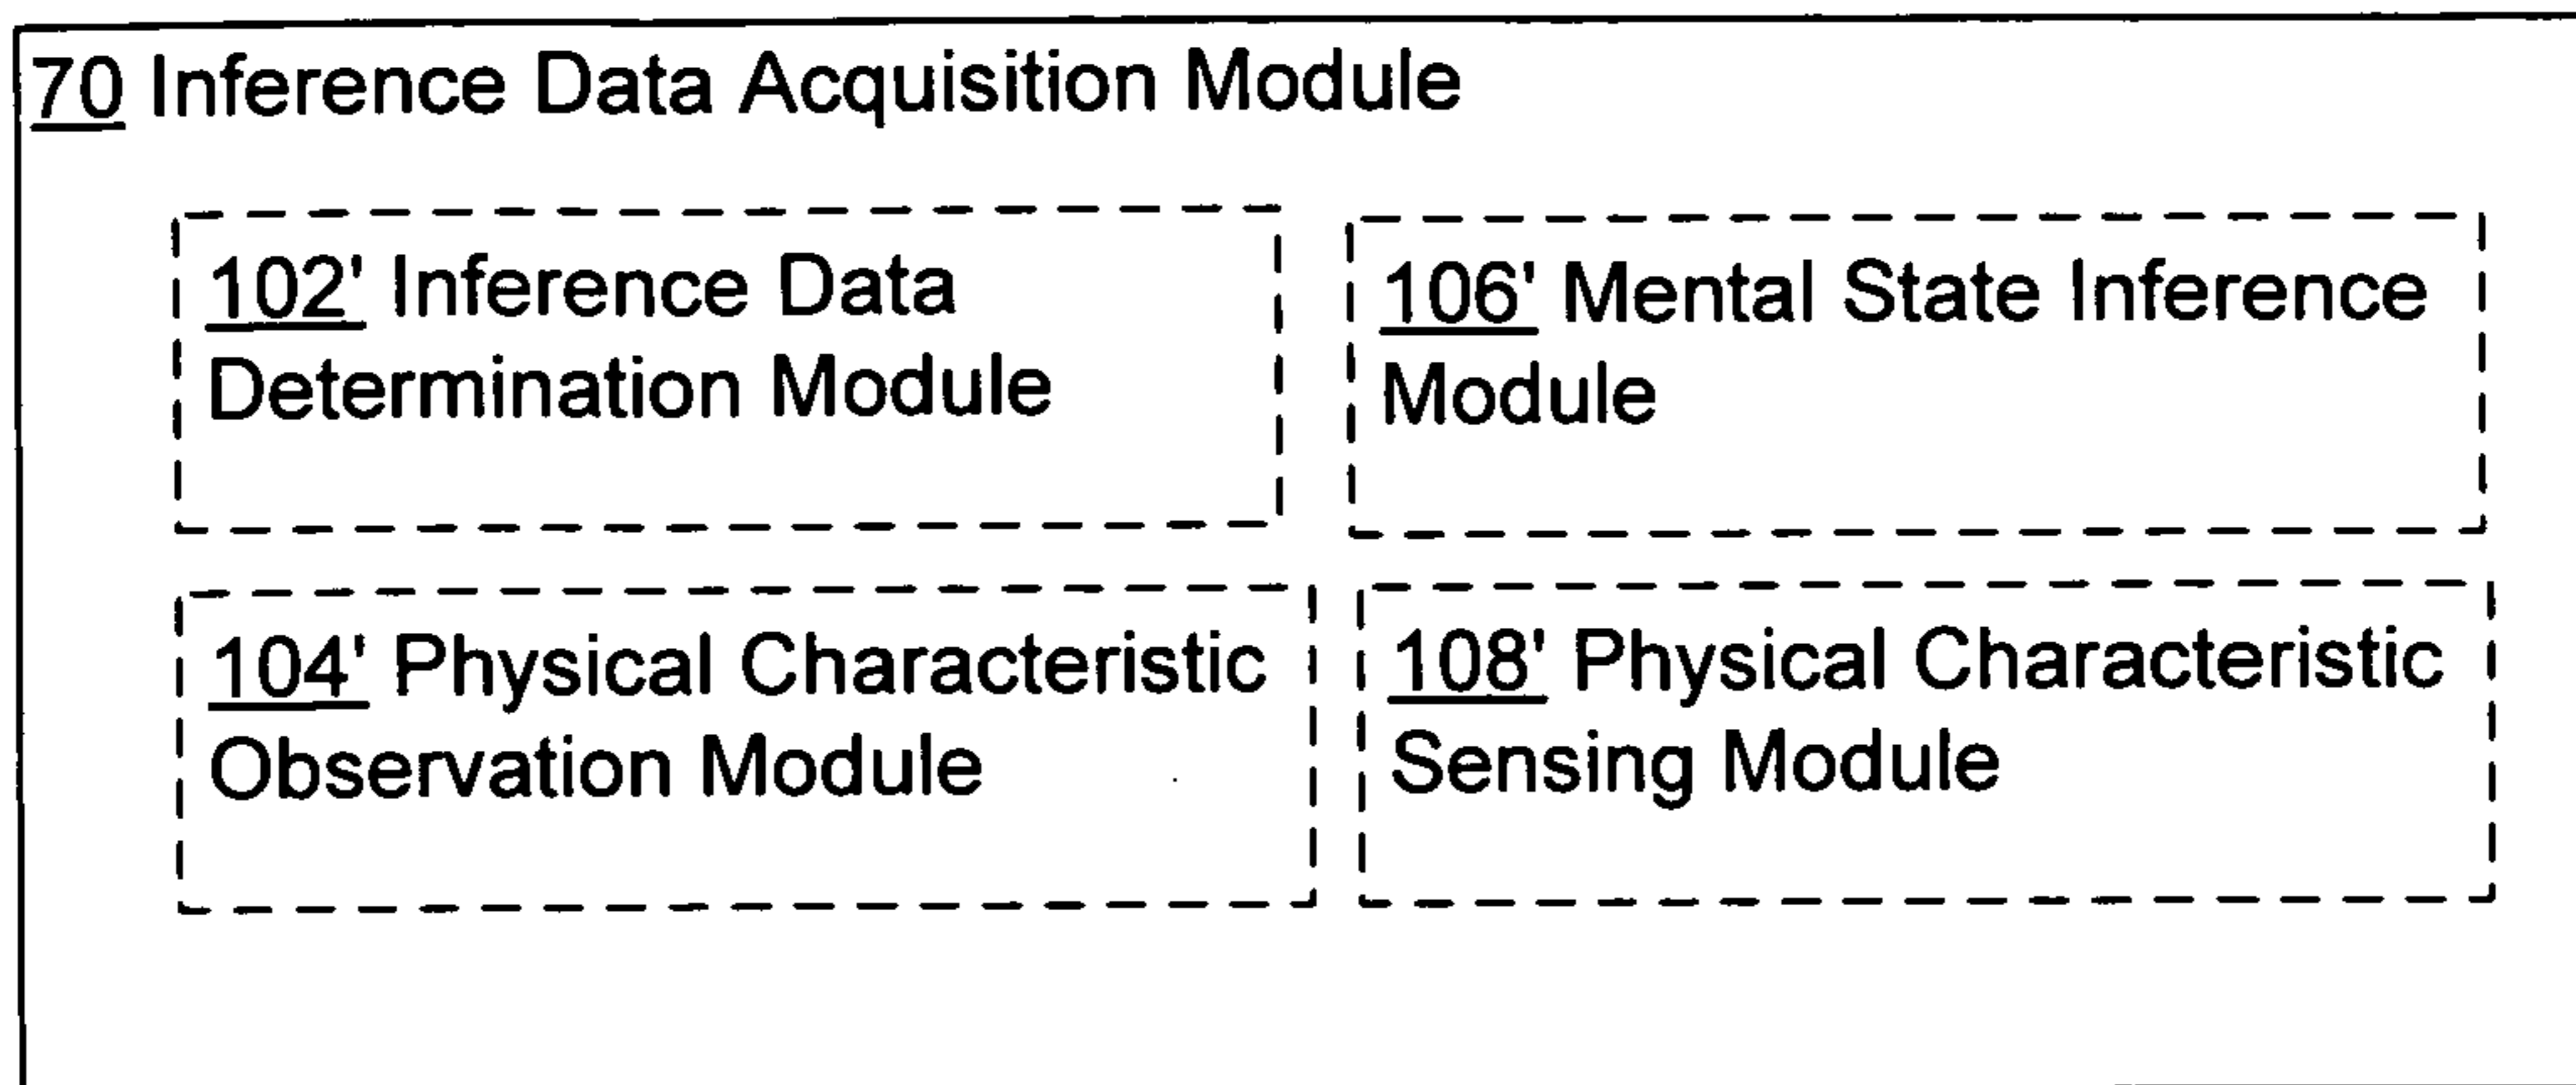 70 Inference Data Acquisition Module
102' Inference Data
Determination Module
106' Mental State Inference
Module
104' Physical Characteristic
Observation Module
108' Physical Characteristic
Sensing Module